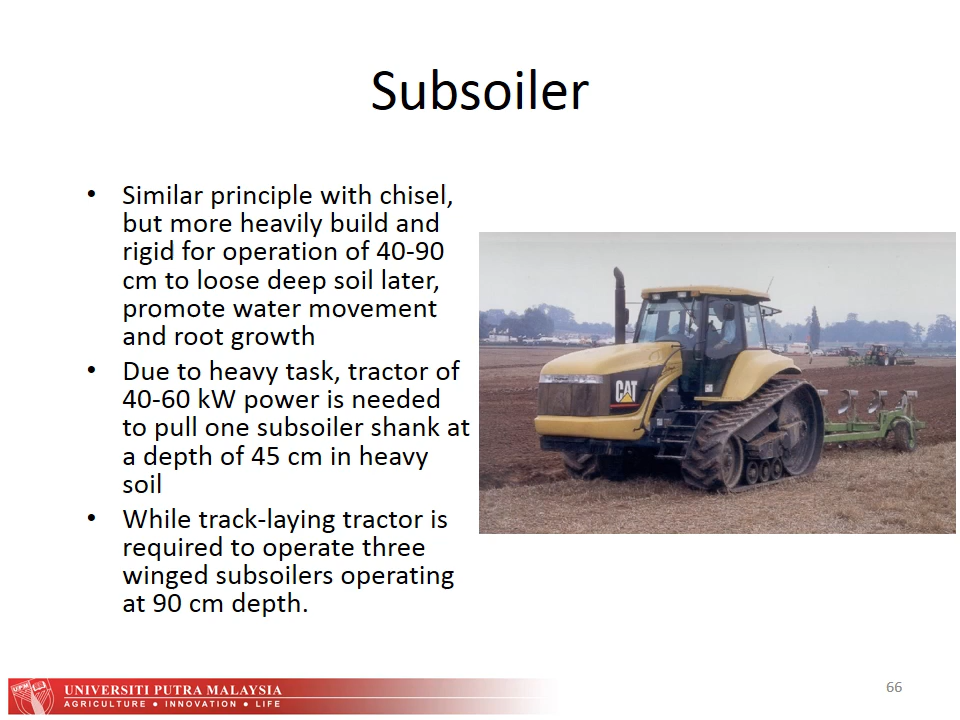 Subsoiler
• Similar principle with chisel,
but more heavily build and
rigid for operation of 40-90
cm to loose deep soil later,
promote water movement
and root growth
• Due to heavy task, tractor of
40-60 kW power is needed
to pull one subsoiler shank at
a depth of 45 cm in heavy
soil
• While track-laying tractor is
required to operate three
winged subsoilers operating
at 90 cm depth.
CAT
UPM
UNIVERSITI PUTRA MALAYSIA
AGRICULTURE ● INNOVATION ● LIFE
66